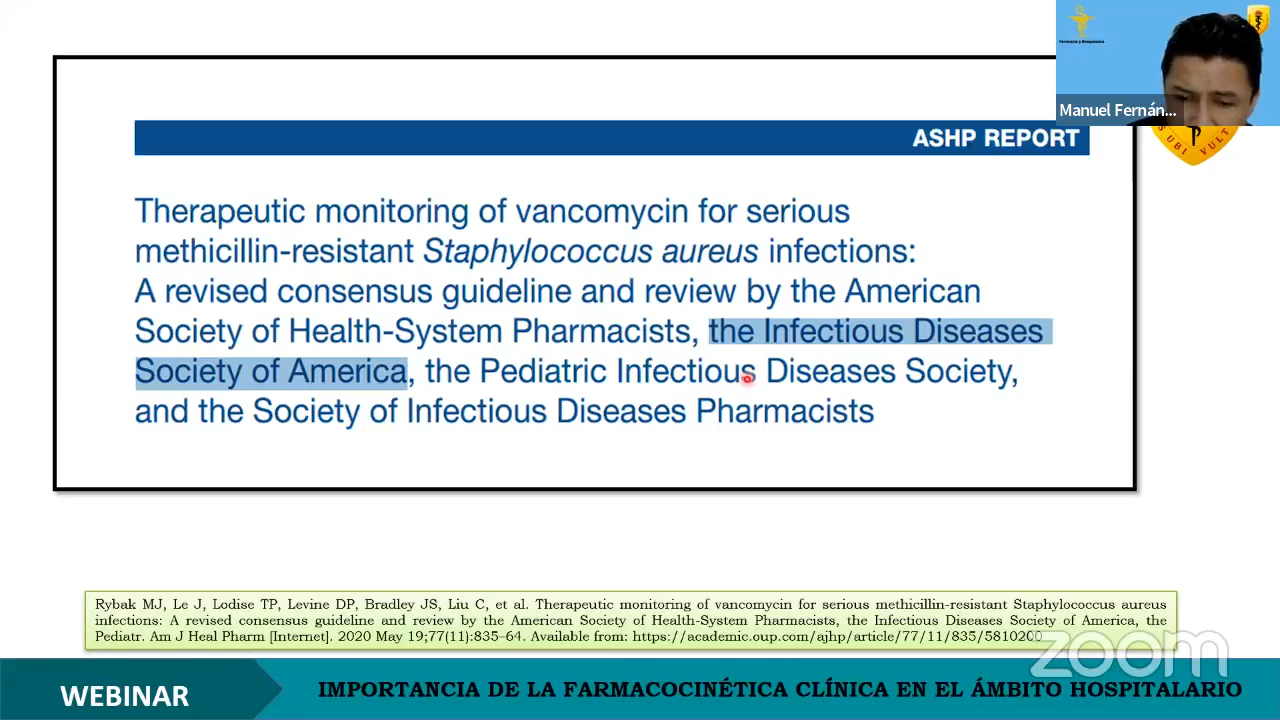 Farmacia y Bioquímica
Manuel Fernán...
SUBI VULT
ASHP REPORT
Therapeutic monitoring of vancomycin for serious
methicillin-resistant Staphylococcus aureus infections:
A revised consensus guideline and review by the American
Society of Health-System Pharmacists, the Infectious Diseases
Society of America, the Pediatric Infectious Diseases Society,
and the Society of Infectious Diseases Pharmacists
Rybak MJ, Le J, Lodise TP, Levine DP, Bradley JS, Liu C, et al. Therapeutic monitoring of vancomycin for serious methicillin-resistant Staphylococcus aureus
infections: A revised consensus guideline and review by the American Society of Health-System Pharmacists, the Infectious Diseases Society of America, the
Pediatr. Am J Heal Pharm [Internet]. 2020 May 19;77(11):835–64. Available from: https://academic.oup.com/ajhp/article/77/11/835/5810200
zoom
WEBINAR
IMPORTANCIA DE LA FARMACOCINÉTICA CLÍNICA EN EL ÁMBITO HOSPITALARIO